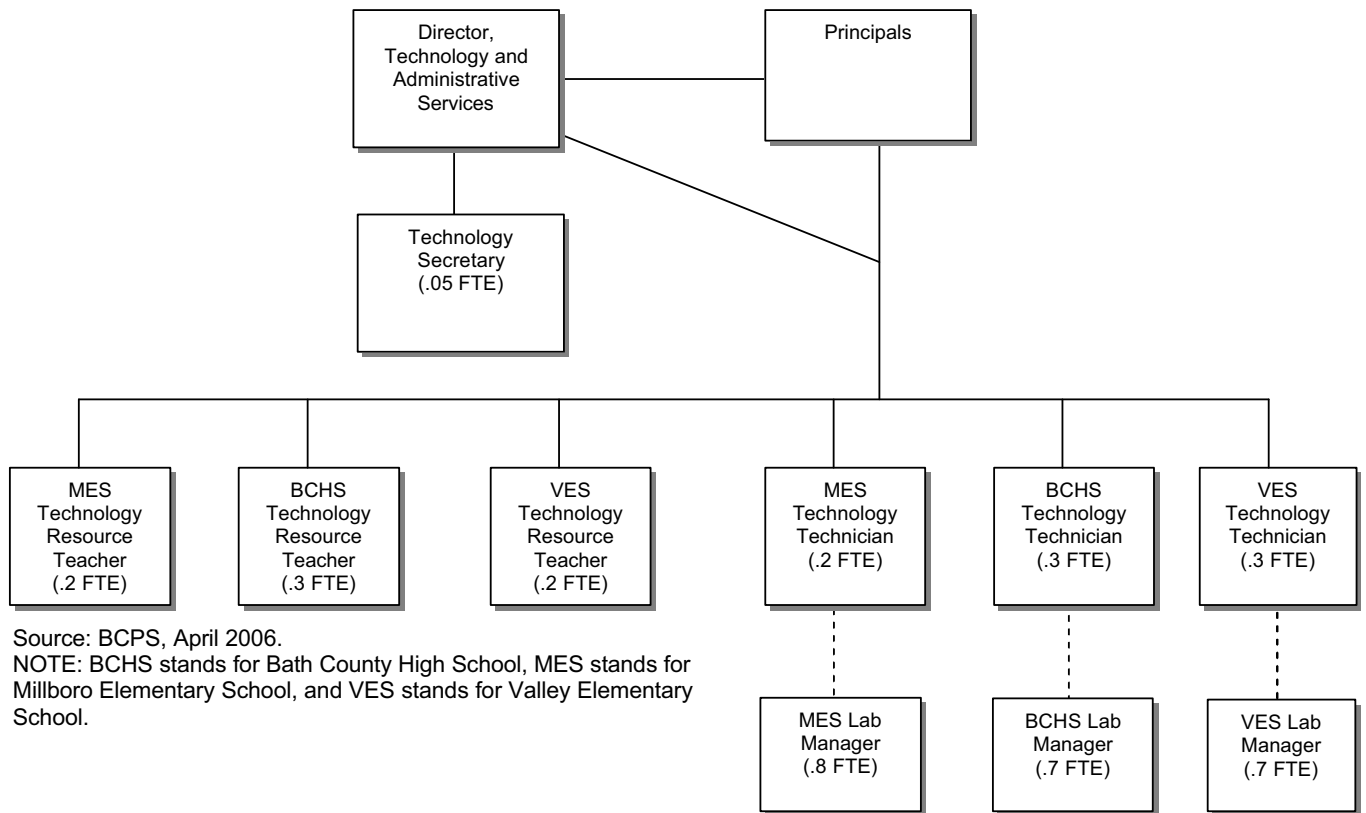 Director,
Technology and
Administrative
Services
Principals
Technology
Secretary
(.05 FTE)
MES
Technology
Resource
Teacher
(.2 FTE)
BCHS
Technology
Resource
Teacher
(.3 FTE)
VES
Technology
Resource
Teacher
(.2 FTE)
MES
Technology
Technician
(.2 FTE)
BCHS
Technology
Technician
(.3 FTE)
VES
Technology
Technician
(.3 FTE)
Source: BCPS, April 2006.
NOTE: BCHS stands for Bath County High School, MES stands for
Millboro Elementary School, and VES stands for Valley Elementary
School.
MES Lab
Manager
(.8 FTE)
BCHS Lab
Manager
(.7 FTE)
VES Lab
Manager
(.7 FTE)